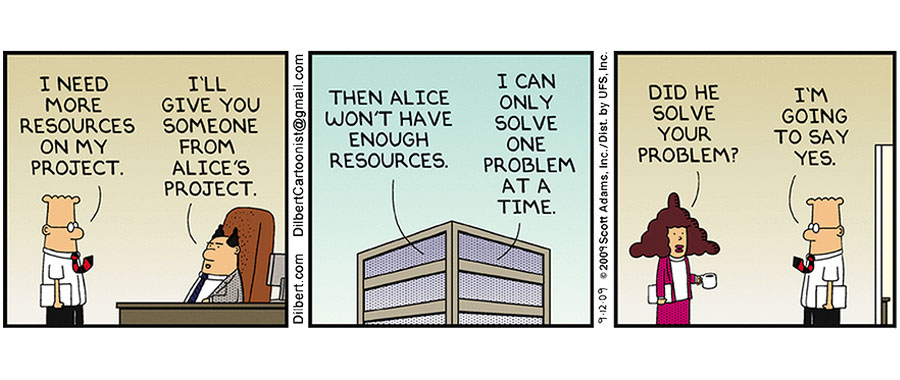 I NEED
MORE
RESOURCES
ON MY
PROJECT.
I'LL
GIVE YOU
SOMEONE
FROM
ALICE'S
PROJECT.
Dilbert.com DilbertCartoonist@gmail.com
THEN ALICE
WON'T HAVE
ENOUGH
RESOURCES.
I CAN
ONLY
SOLVE
ONE
PROBLEM
AT A
TIME.
9-12-09 © 2009 Scott Adams, Inc./Dist. by UFS, Inc.
DID HE
SOLVE
YOUR
PROBLEM?
I'M
GOING
TO SAY
YES.